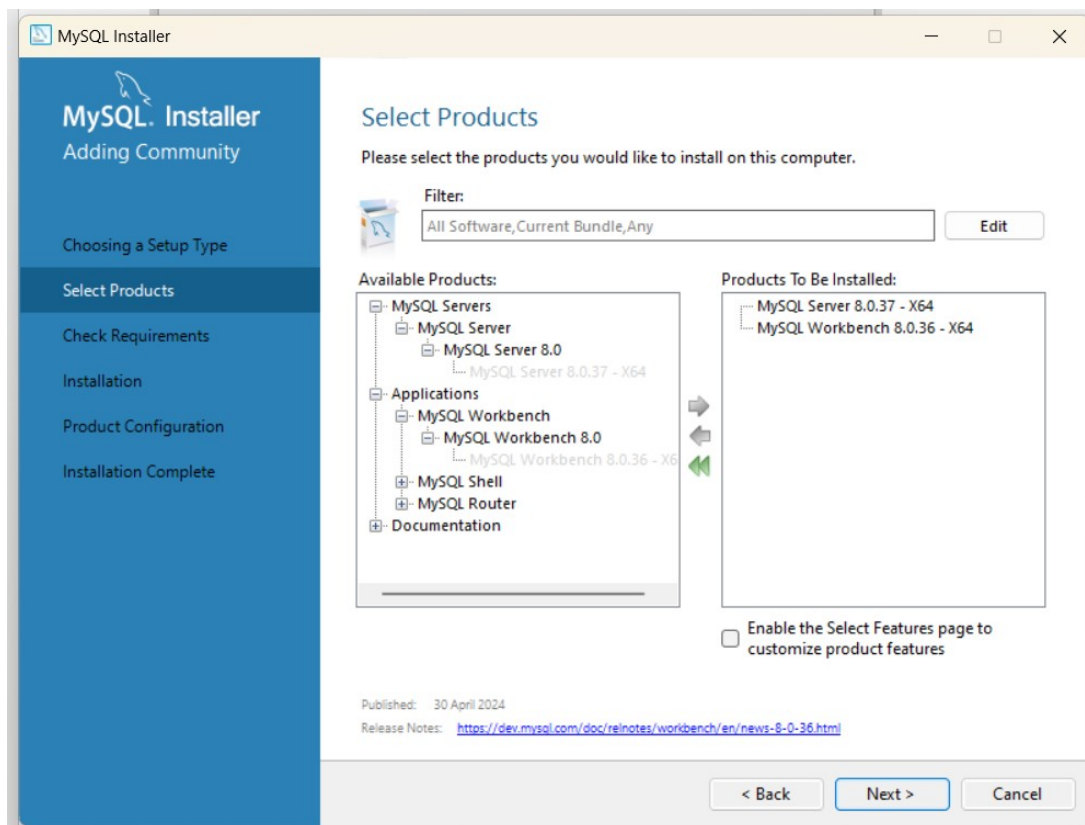 MySQL Installer
MySQL. Installer
Adding Community
Choosing a Setup Type
Select Products
Check Requirements
Installation
Product Configuration
Installation Complete
Select Products
Please select the products you would like to install on this computer.
Filter:
All Software,Current Bundle,Any
Edit
Available Products:
MySQL Servers
MySQL Server
MySQL Server 8.0
MySQL Server 8.0.37 - X64
Applications
MySQL Workbench
MySQL Workbench 8.0
MySQL Workbench 8.0.36 - X6
MySQL Shell
MySQL Router
Documentation
Products To Be Installed:
MySQL Server 8.0.37 - X64
MySQL Workbench 8.0.36 - X64
Enable the Select Features page to
customize product features
Published: 30 April 2024
Release Notes: https://dev.mysql.com/doc/relnotes/workbench/en/news-8-0-36.html
< Back
Next >
Cancel